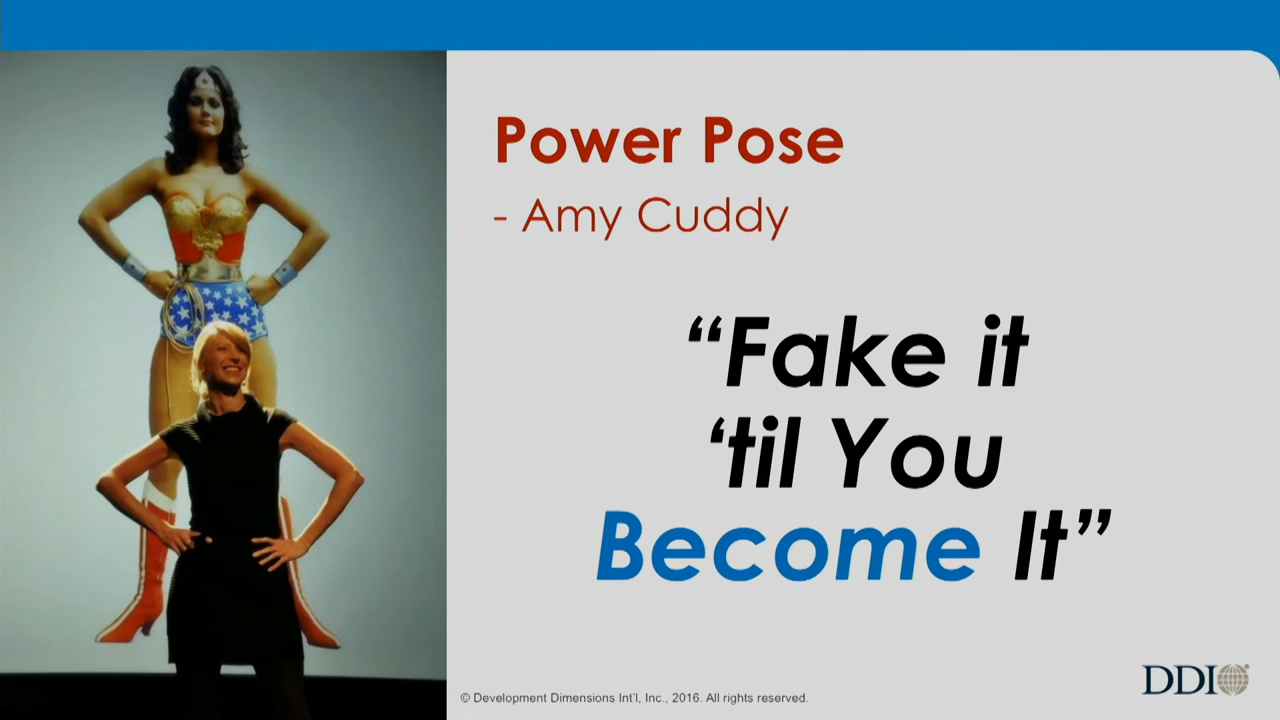 Power Pose
- Amy Cuddy
“Fake it
‘til You
Become It”
© Development Dimensions Int’l, Inc., 2016. All rights reserved.
DDI